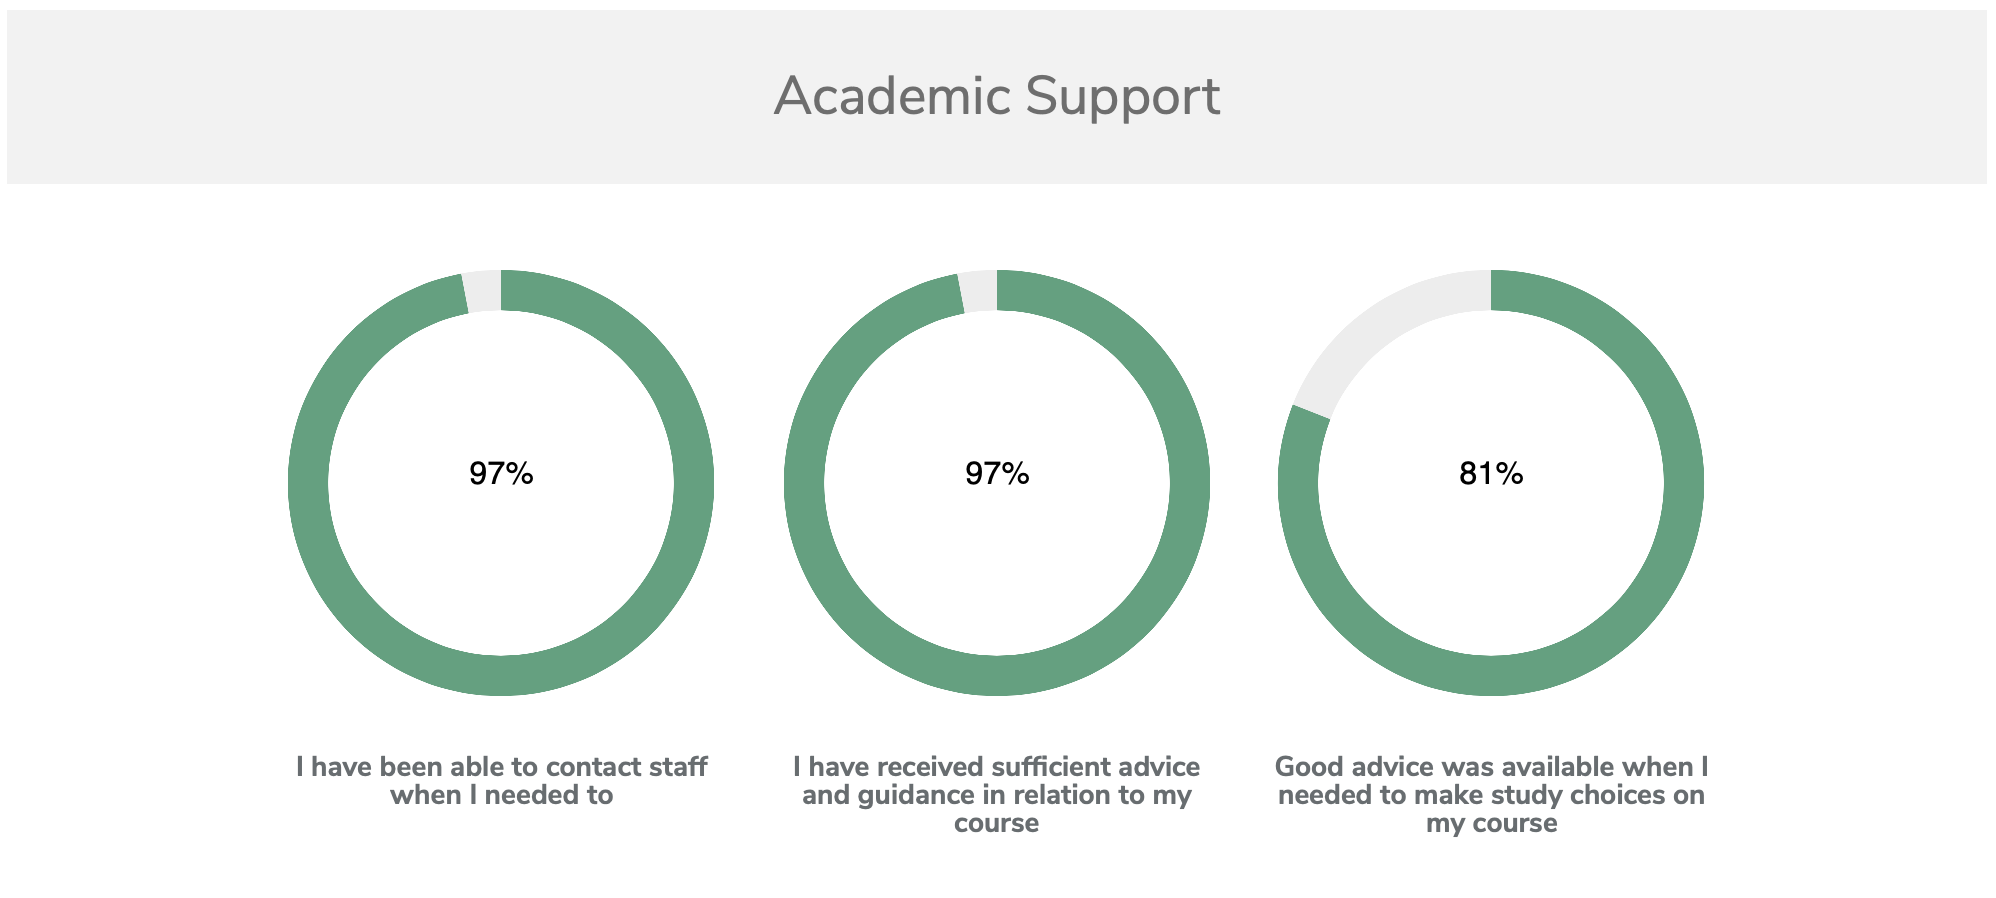 Academic Support
97%
97%
81%
I have been able to contact staff
when I needed to
I have received sufficient advice
and guidance in relation to my
course
Good advice was available when I
needed to make study choices on
my course